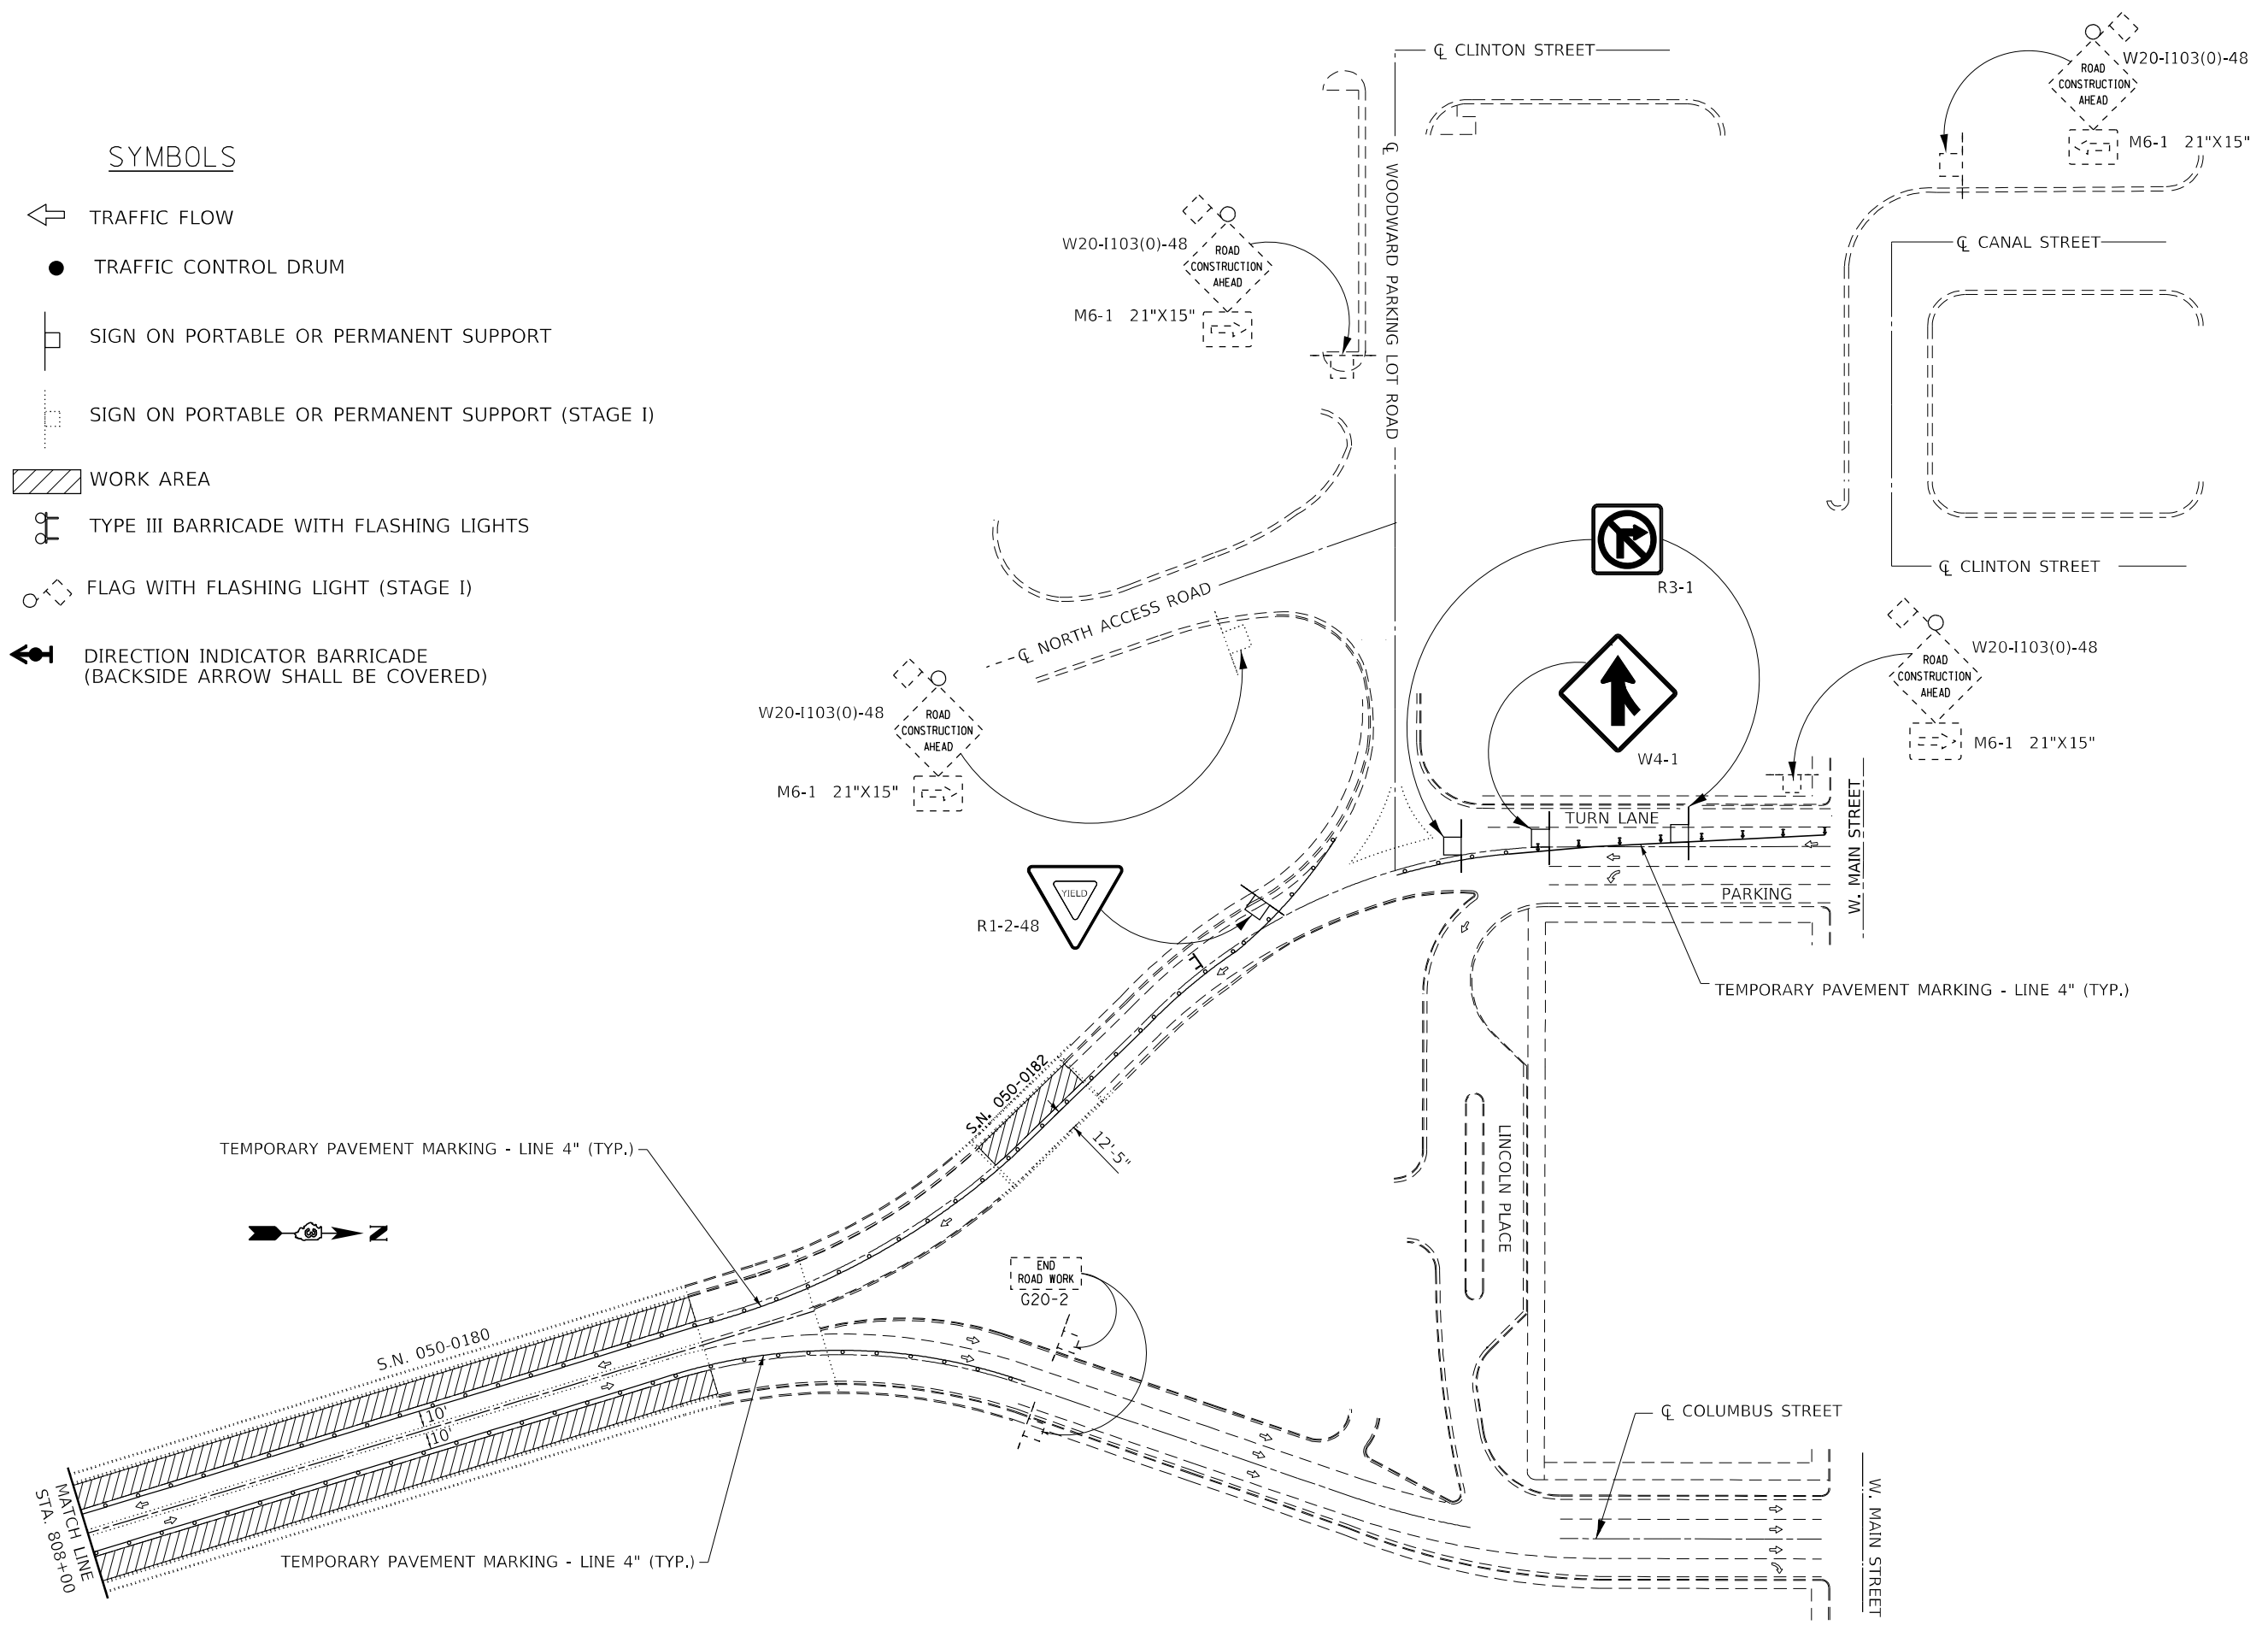 SYMBOLS
TRAFFIC FLOW
TRAFFIC CONTROL DRUM
SIGN ON PORTABLE OR PERMANENT SUPPORT
SIGN ON PORTABLE OR PERMANENT SUPPORT (STAGE I)
WORK AREA
TYPE III BARRICADE WITH FLASHING LIGHTS
FLAG WITH FLASHING LIGHT (STAGE I)
DIRECTION INDICATOR BARRICADE
(BACKSIDE ARROW SHALL BE COVERED)
℄ CLINTON STREET
℄ WOODWARD PARKING LOT ROAD
W20-I103(0)-48
ROAD
CONSTRUCTION
AHEAD
M6-1 21"X15"
W20-I103(0)-48
ROAD
CONSTRUCTION
AHEAD
M6-1 21"X15"
℄ CANAL STREET
℄ CLINTON STREET
R3-1
W4-1
℄ NORTH ACCESS ROAD
W20-I103(0)-48
ROAD
CONSTRUCTION
AHEAD
M6-1 21"X15"
W20-I103(0)-48
ROAD
CONSTRUCTION
AHEAD
M6-1 21"X15"
TURN LANE
PARKING
W. MAIN STREET
YIELD
R1-2-48
TEMPORARY PAVEMENT MARKING - LINE 4" (TYP.)
S.N. 050-0182
12'-5"
LINCOLN PLACE
TEMPORARY PAVEMENT MARKING - LINE 4" (TYP.)
N
END
ROAD WORK
G20-2
S.N. 050-0180
10'
10'
℄ COLUMBUS STREET
W. MAIN STREET
MATCH LINE
STA. 808+00
TEMPORARY PAVEMENT MARKING - LINE 4" (TYP.)